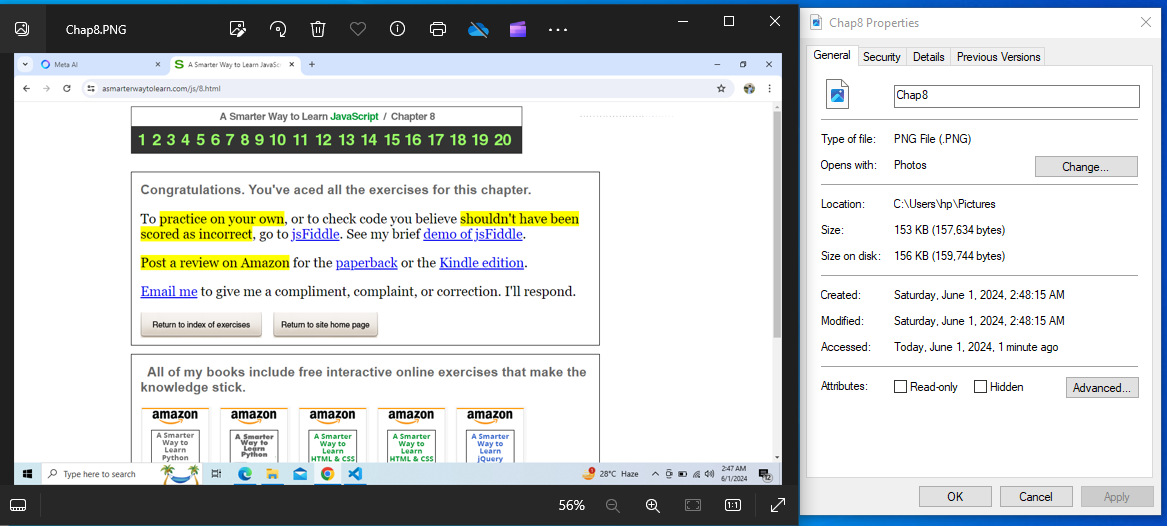 Chap8.PNG
Meta AI
A Smarter Way to Learn JavaSc
asmarterwaytolearn.com/js/8.html
A Smarter Way to Learn JavaScript / Chapter 8
1 2 3 4 5 6 7 8 9 10 11 12 13 14 15 16 17 18 19 20
Congratulations. You've aced all the exercises for this chapter.
To practice on your own, or to check code you believe shouldn't have been
scored as incorrect, go to jsFiddle. See my brief demo of jsFiddle.
Post a review on Amazon for the paperback or the Kindle edition.
Email me to give me a compliment, complaint, or correction. I'll respond.
Return to index of exercises
Return to site home page
All of my books include free interactive online exercises that make the
knowledge stick.
amazon amazon amazon amazon amazon
A Smarter A Smarter A Smarter A Smarter A Smarter
Way to Way to Way to Way to Way to
Learn Learn Learn Learn Learn
Python Python HTML & CSS HTML & CSS jQuery
Type here to search
28°C Haze
2:47 AM
6/1/2024
12
56%
1:1
Chap8 Properties
General Security Details Previous Versions
Chap8
Type of file: PNG File (.PNG)
Opens with: Photos
Change...
Location: C:\Users\hp\Pictures
Size: 153 KB (157,634 bytes)
Size on disk: 156 KB (159,744 bytes)
Created: Saturday, June 1, 2024, 2:48:15 AM
Modified: Saturday, June 1, 2024, 2:48:15 AM
Accessed: Today, June 1, 2024, 1 minute ago
Attributes: Read-only Hidden
Advanced...
OK Cancel Apply